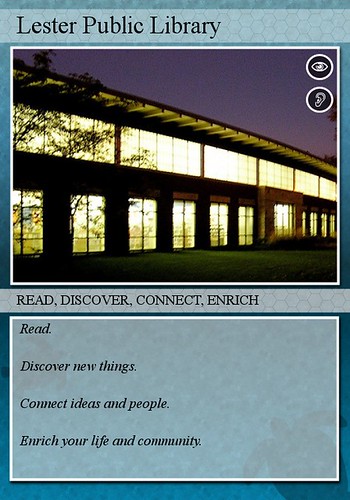 Lester Public Library
READ, DISCOVER, CONNECT, ENRICH
Read.
Discover new things.
Connect ideas and people.
Enrich your life and community.